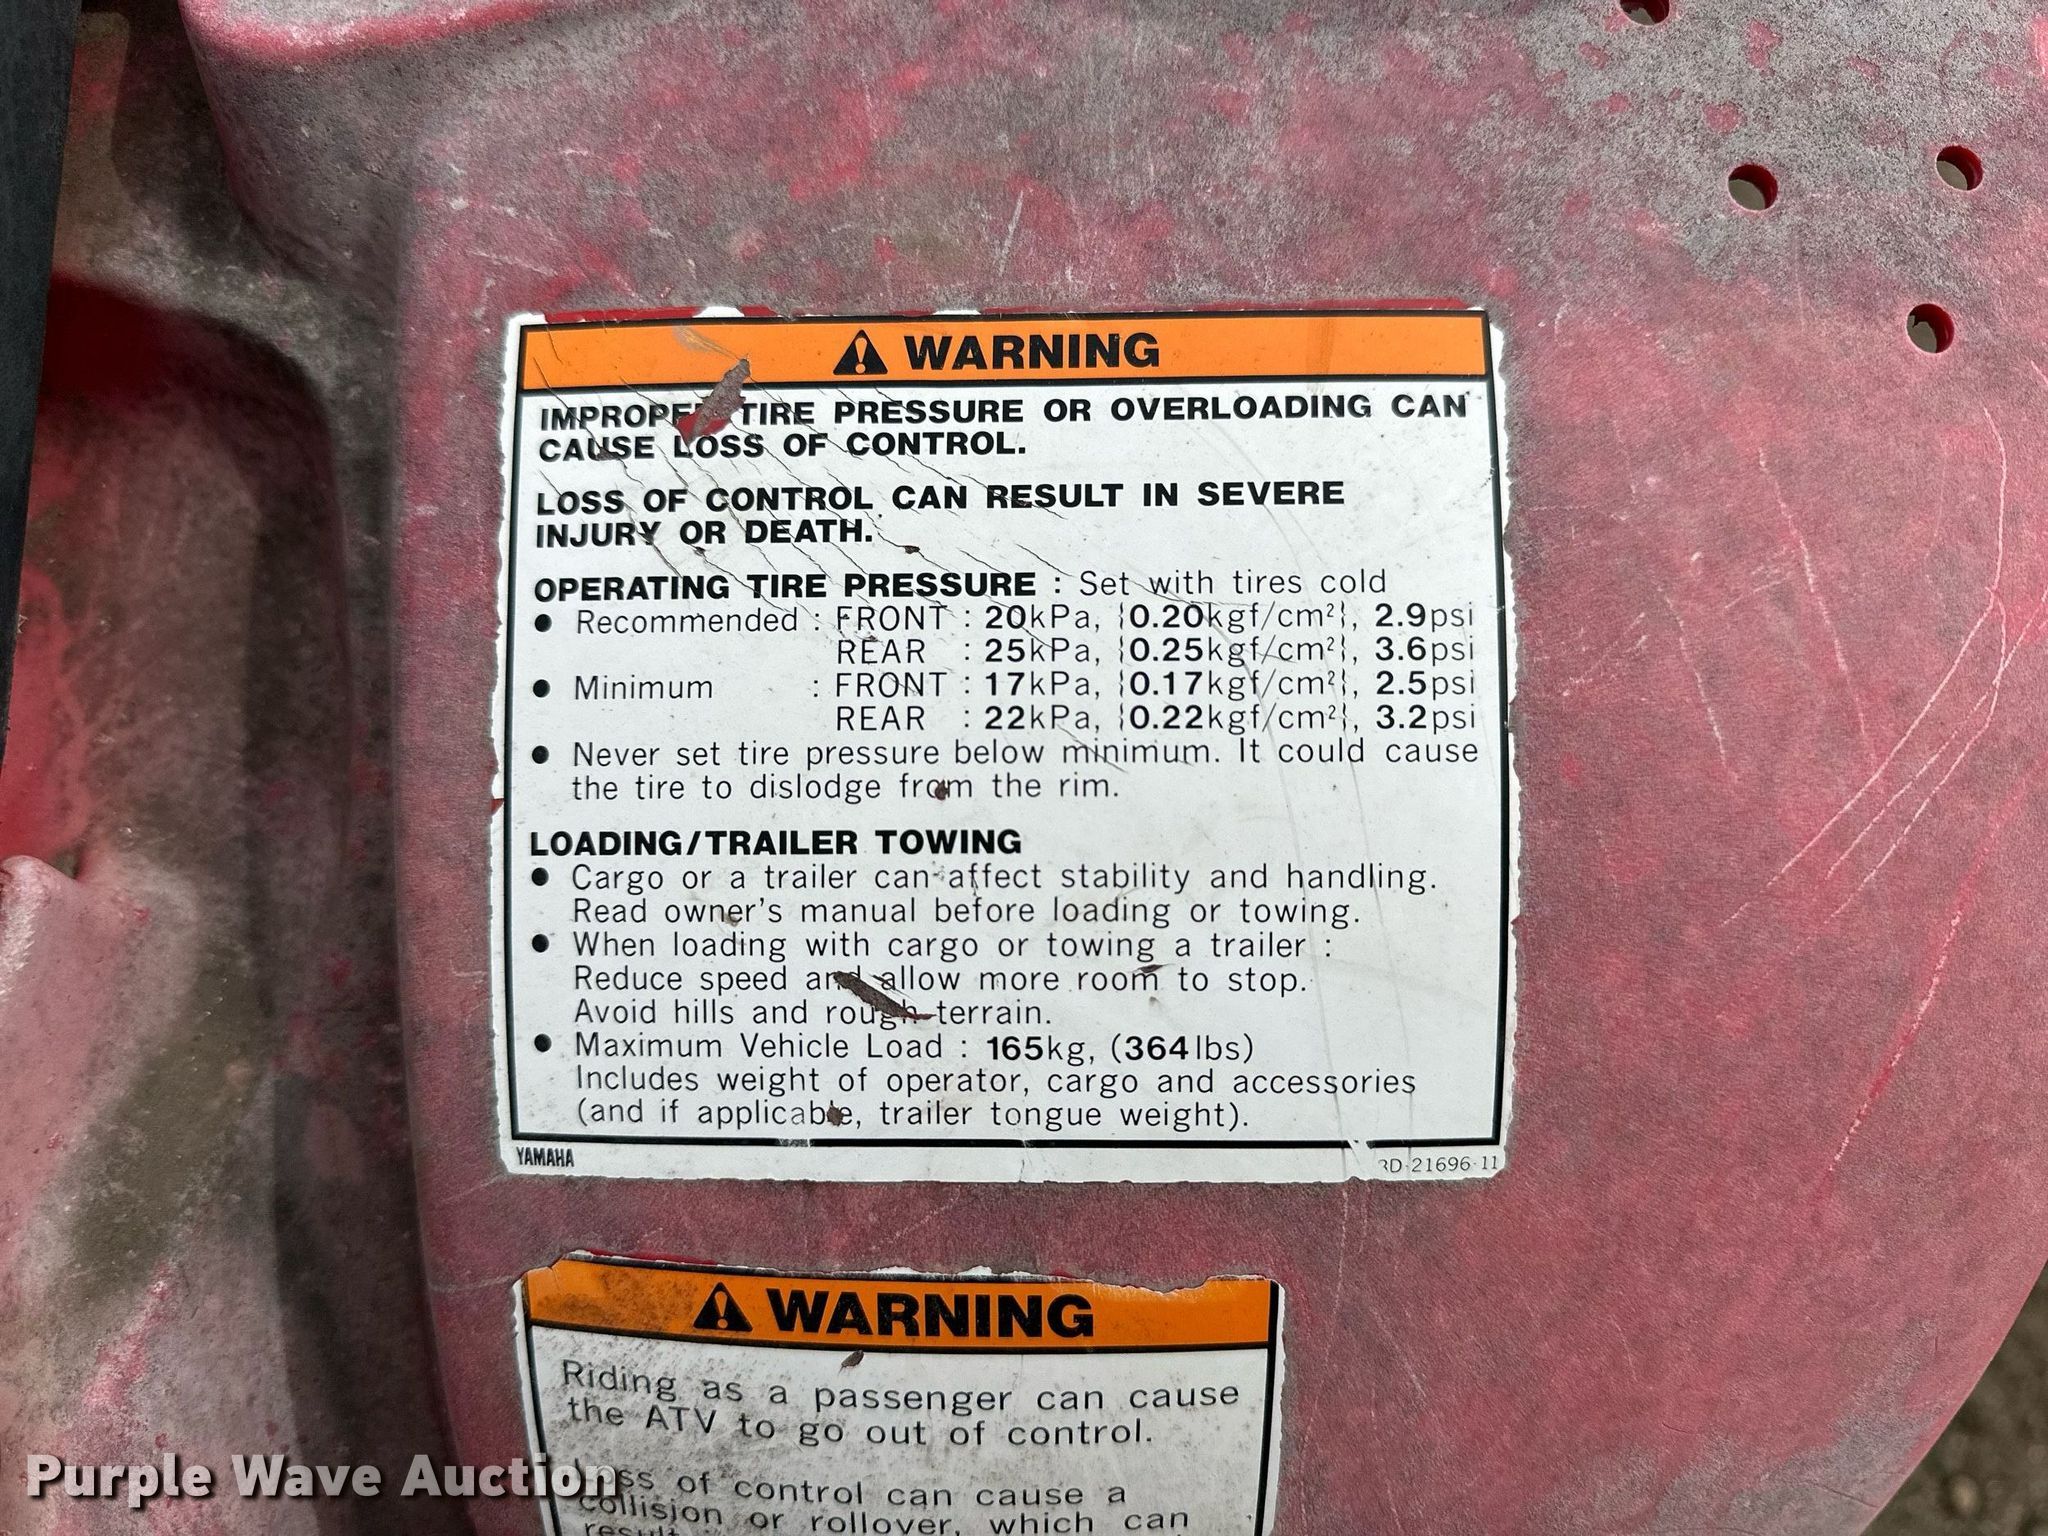 WARNING
TIRE PRESSURE OR OVERLOADING CAN
CAUSE LOSS OF CONTROL.
LOSS OF CONTROL CAN RESULT IN SEVERE
INJURY OR DEATH.
OPERATING TIRE PRESSURE : Set with tires cold
● Recommended : FRONT : 20kPa, {0.20kgf/cm²}, 2.9psi
REAR : 25kPa, {0.25kgf/cm²}, 3.6psi
● Minimum : FRONT : 17kPa, {0.17kgf/cm²}, 2.5psi
REAR : 22kPa, {0.22kgf/cm²}, 3.2psi
● Never set tire pressure below minimum. It could cause
the tire to dislodge from the rim.
LOADING/TRAILER TOWING
● Cargo or a trailer can affect stability and handling.
Read owner's manual before loading or towing.
● When loading with cargo or towing a trailer :
Reduce speed and allow more room to stop.
Avoid hills and rough terrain.
● Maximum Vehicle Load : 165kg, (364lbs)
Includes weight of operator, cargo and accessories
(and if applicable, trailer tongue weight).
YAMAHA
D-21696-11
WARNING
Riding as a passenger can cause
the ATV to go out of control.
Loss of control can cause a
collision or rollover, which can
Purple Wave Auction